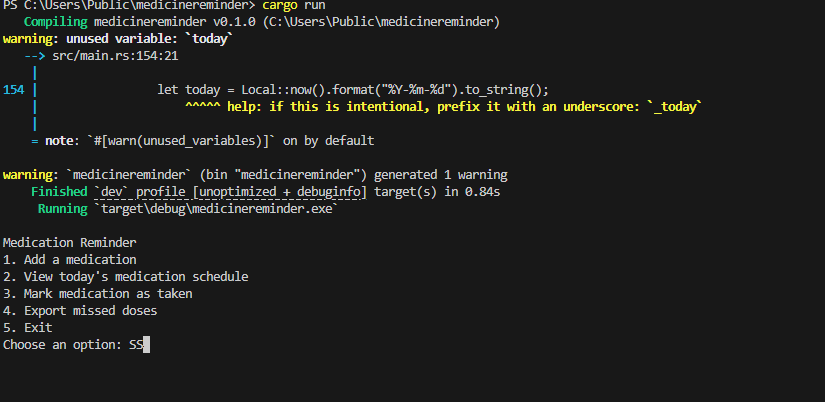 PS C:\Users\Public\medicinereminder> cargo run
   Compiling medicinereminder v0.1.0 (C:\Users\Public\medicinereminder)
warning: unused variable: `today`
   --> src/main.rs:154:21
    |
154 |                 let today = Local::now().format("%Y-%m-%d").to_string();
    |                     ^^^^^ help: if this is intentional, prefix it with an underscore: `_today`
    |
    = note: `#[warn(unused_variables)]` on by default

warning: `medicinereminder` (bin "medicinereminder") generated 1 warning
    Finished `dev` profile [unoptimized + debuginfo] target(s) in 0.84s
     Running `target\debug\medicinereminder.exe`

Medication Reminder
1. Add a medication
2. View today's medication schedule
3. Mark medication as taken
4. Export missed doses
5. Exit
Choose an option: SS